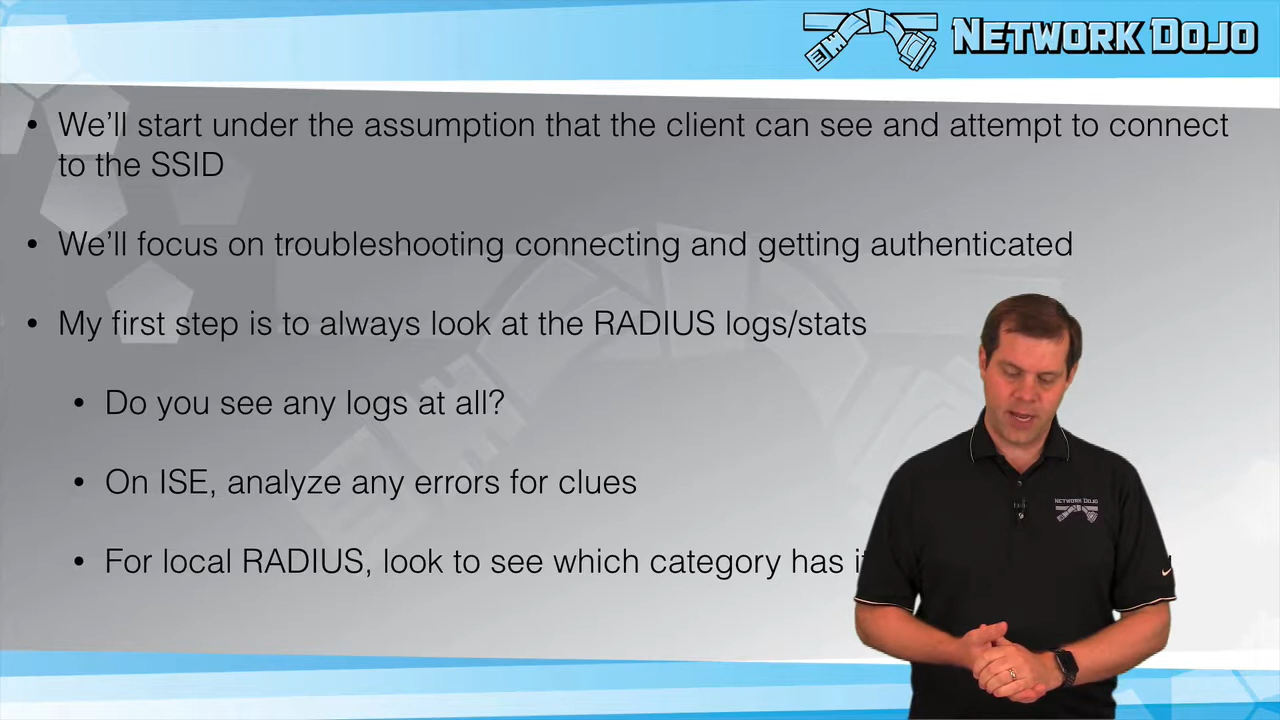 NETWORK DOJO
• We'll start under the assumption that the client can see and attempt to connect
to the SSID
• We'll focus on troubleshooting connecting and getting authenticated
• My first step is to always look at the RADIUS logs/stats
• Do you see any logs at all?
• On ISE, analyze any errors for clues
• For local RADIUS, look to see which category has
NETWORK DOJO